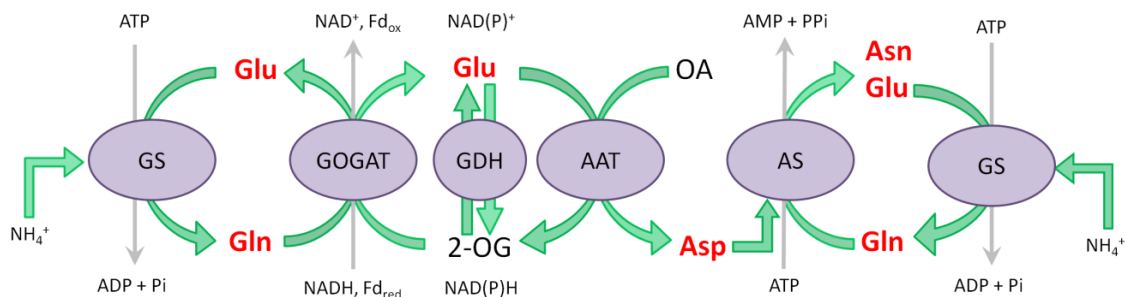 ATP
NAD⁺, Fdₒₓ
NAD(P)⁺
AMP + PPi
ATP
Asn
Glu
Glu
OA
Glu
GS
GOGAT
GDH
AAT
AS
GS
NH₄⁺
Gln
2-OG
Asp
Gln
NH₄⁺
ADP + Pi
NADH, Fd_red
NAD(P)H
ATP
ADP + Pi